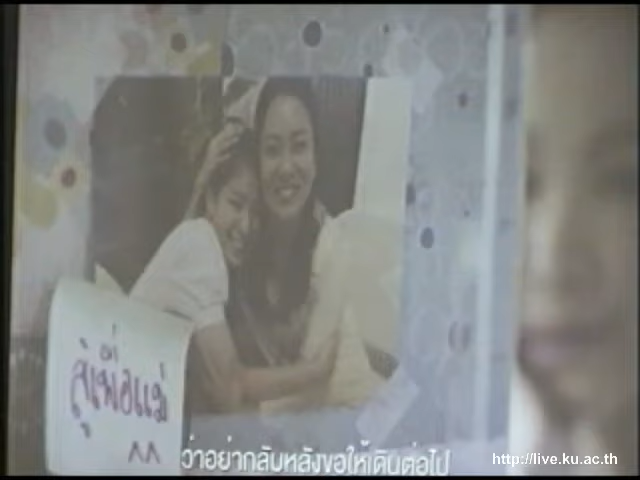 สู้เพื่อแม่
^^
ว่าอย่ากลับหลังขอให้เดินต่อไป
http://live.ku.ac.th